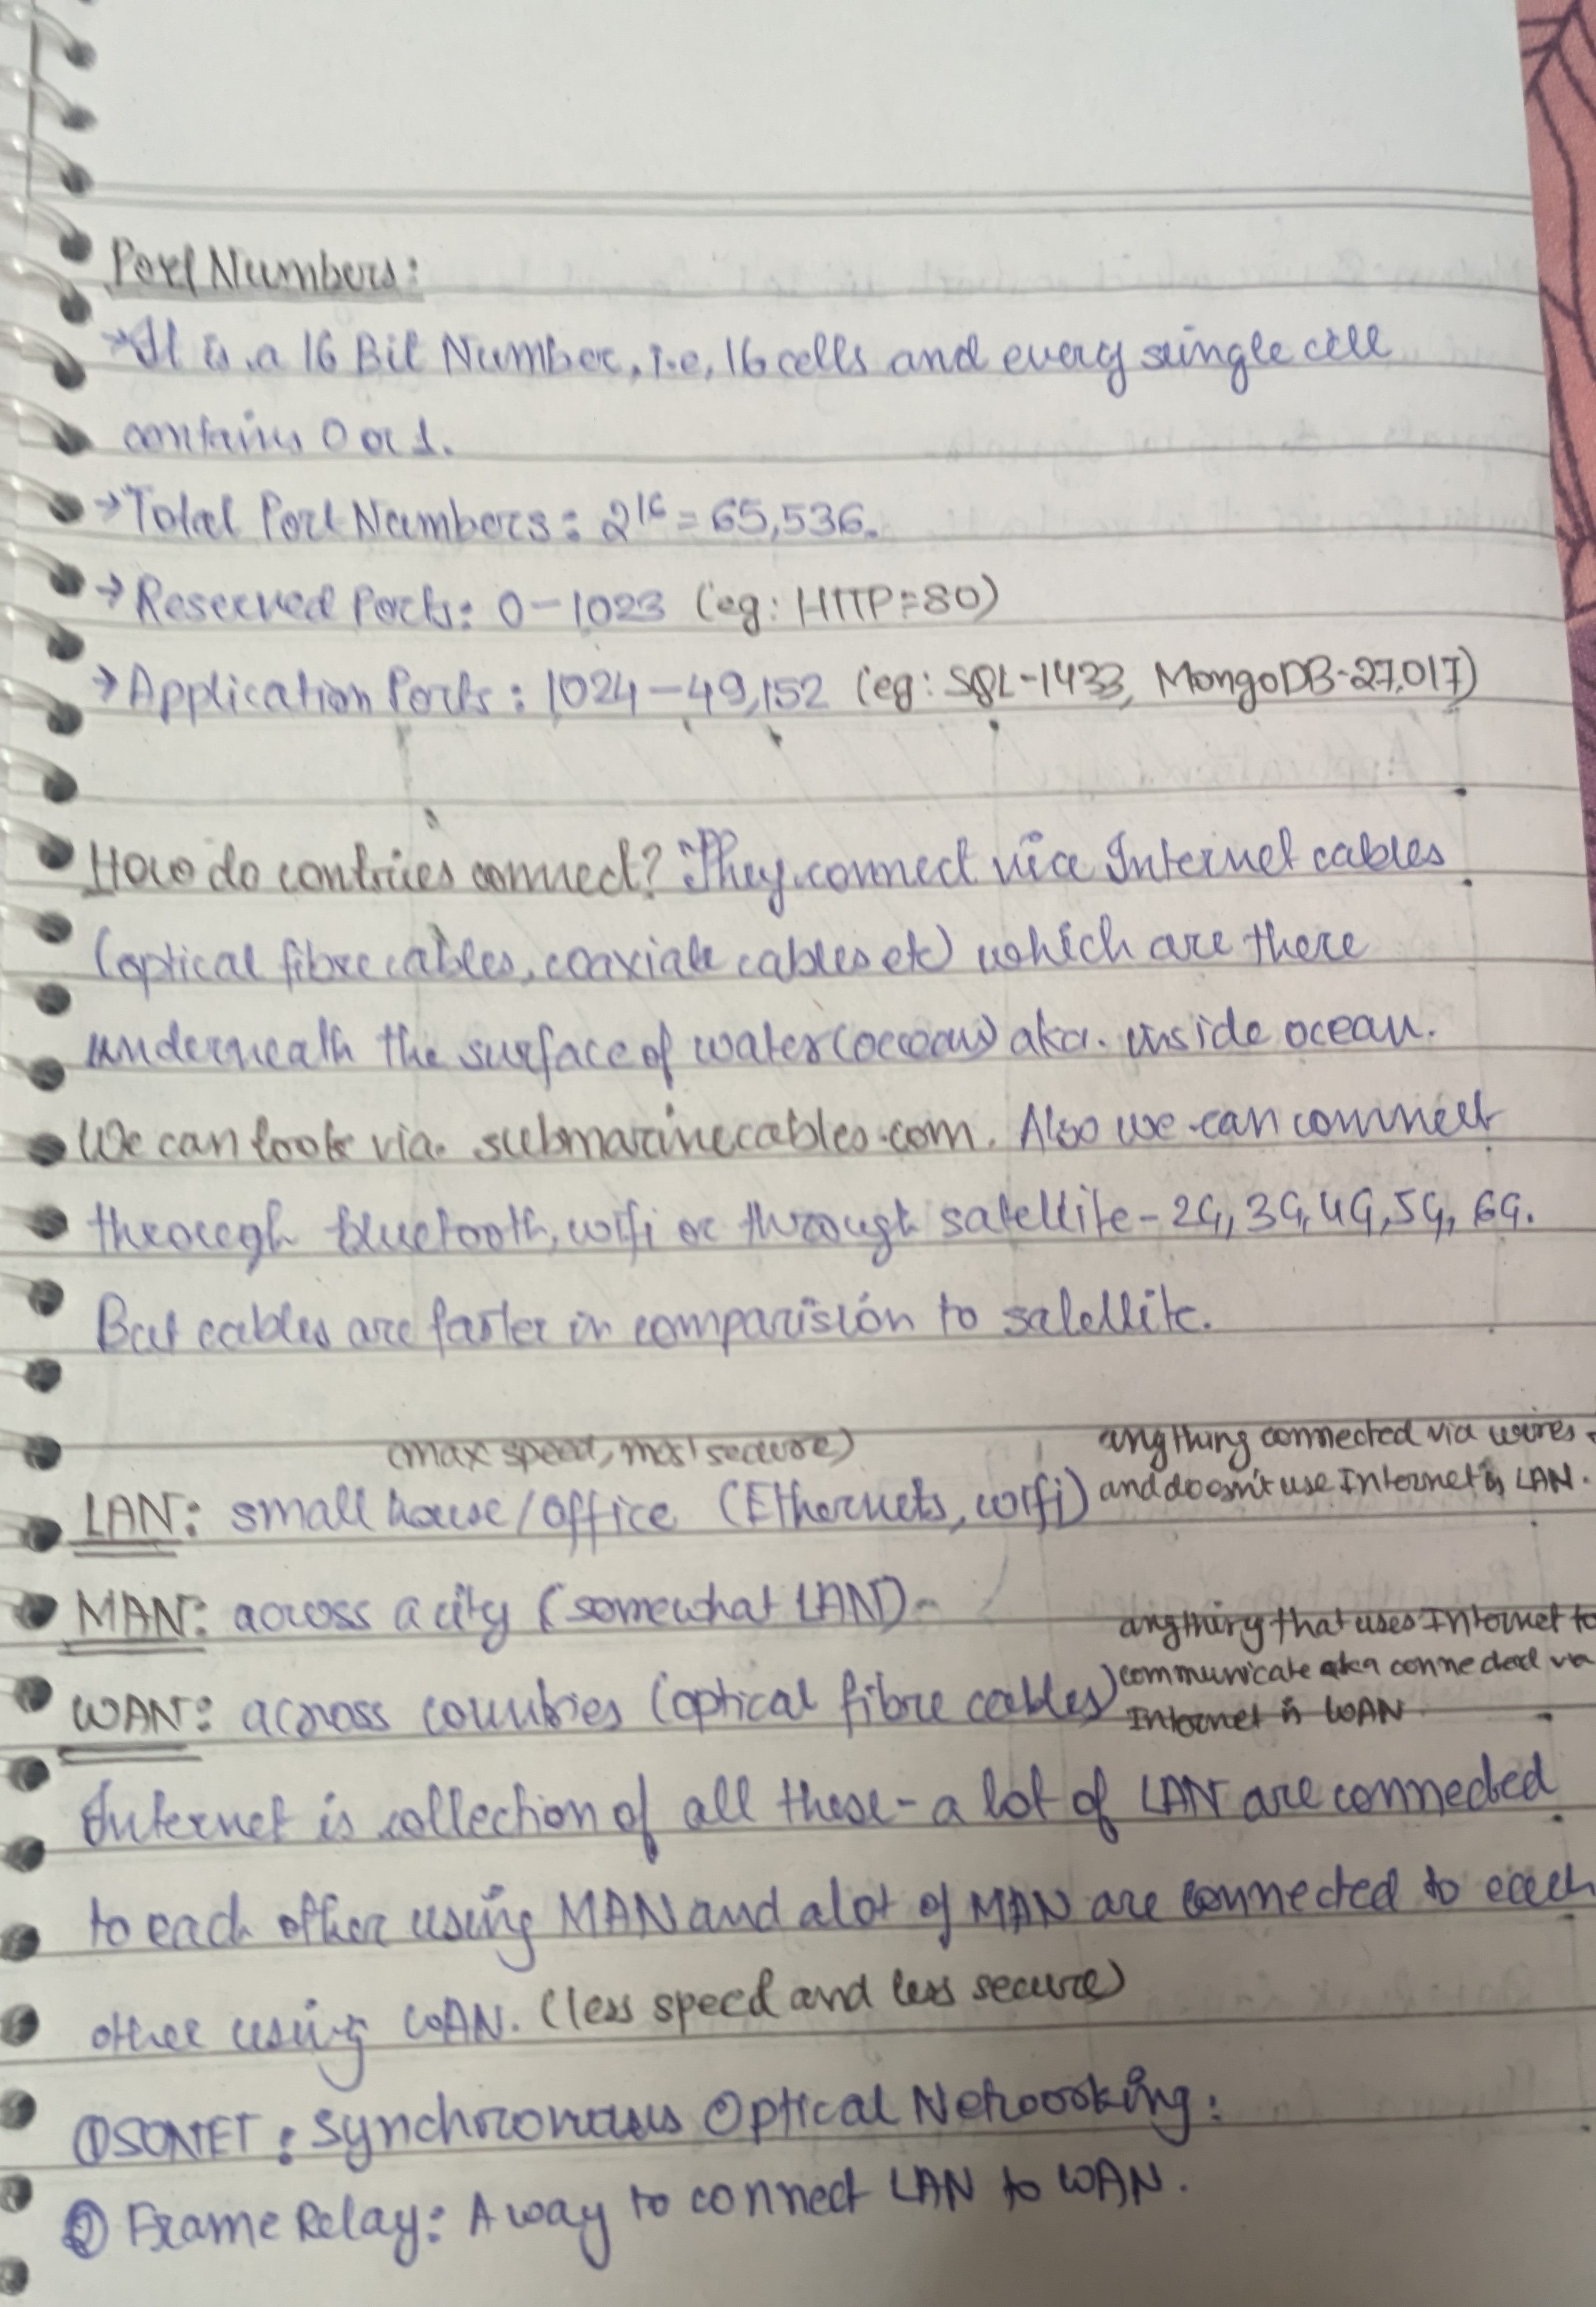 Port Numbers:
→It is a 16 Bit Number, i.e, 16 cells and every single cell
contains 0 or 1.
→Total Port Numbers: 2¹⁶ = 65,536.
→Reserved Ports: 0-1023 (eg: HTTP=80)
→Application Ports: 1024-49,152 (eg: SQL-1433, MongoDB-27,017)
How do contries connect? They connect via Internet cables
(optical fibre cables, coaxiale cables etc) which are there
underneath the surface of water (ocean) aka. inside ocean.
We can look via. submarinecables.com. Also we can connect
through bluetooth, wifi or through satellite-2G, 3G, 4G, 5G, 6G.
But cables are faster in comparision to satellite.
(max speed, most secure)
LAN: small house/office (Ethernets, wifi)
anything connected via wires
and doesn't use Internet is LAN.
MAN: across a city (somewhat LAN)
WAN: across countries (optical fibre cables)
anything that uses Internet to
communicate aka connected via
Internet is WAN
Internet is collection of all these - a lot of LAN are connected
to each other using MAN and a lot of MAN are connected to each
other using WAN. (less speed and less secure)
①SONET: Synchronous Optical Networking:
② Frame Relay: A way to connect LAN to WAN.